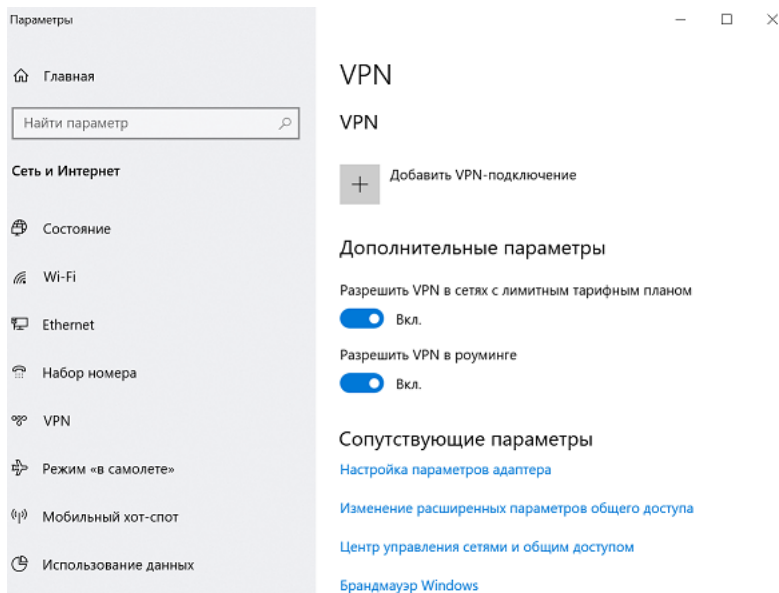 Параметры
Главная
Найти параметр
Сеть и Интернет
Состояние
Wi-Fi
Ethernet
Набор номера
VPN
Режим «в самолете»
Мобильный хот-спот
Использование данных
VPN
VPN
Добавить VPN-подключение
Дополнительные параметры
Разрешить VPN в сетях с лимитным тарифным планом
Вкл.
Разрешить VPN в роуминге
Вкл.
Сопутствующие параметры
Настройка параметров адаптера
Изменение расширенных параметров общего доступа
Центр управления сетями и общим доступом
Брандмауэр Windows